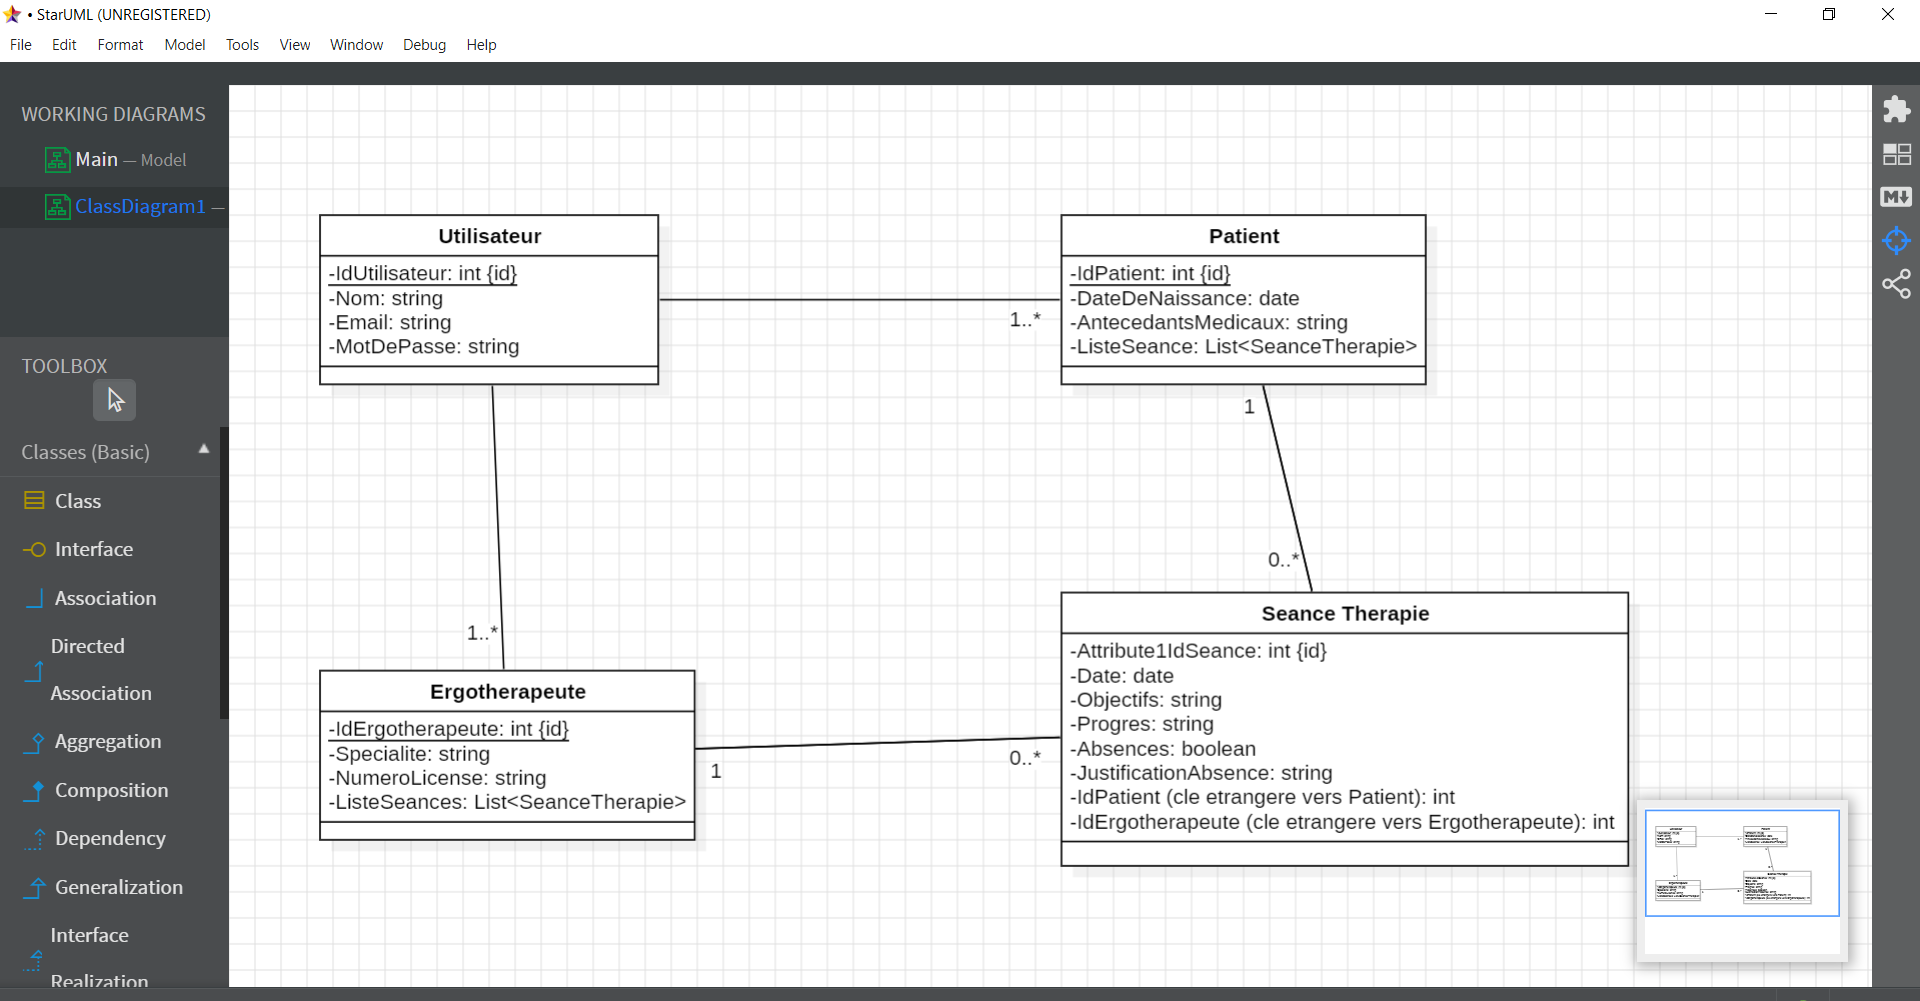 • StarUML (UNREGISTERED)
File Edit Format Model Tools View Window Debug Help
WORKING DIAGRAMS
Main — Model
ClassDiagram1 —
TOOLBOX
Classes (Basic)
Class
Interface
Association
Directed
Association
Aggregation
Composition
Dependency
Generalization
Interface
Realization
Utilisateur
-IdUtilisateur: int {id}
-Nom: string
-Email: string
-MotDePasse: string
1..*
Patient
-IdPatient: int {id}
-DateDeNaissance: date
-AntecedantsMedicaux: string
-ListeSeance: List<SeanceTherapie>
1
0..*
1..*
Ergotherapeute
-IdErgotherapeute: int {id}
-Specialite: string
-NumeroLicense: string
-ListeSeances: List<SeanceTherapie>
1
0..*
Seance Therapie
-Attribute1IdSeance: int {id}
-Date: date
-Objectifs: string
-Progres: string
-Absences: boolean
-JustificationAbsence: string
-IdPatient (cle etrangere vers Patient): int
-IdErgotherapeute (cle etrangere vers Ergotherapeute): int
M